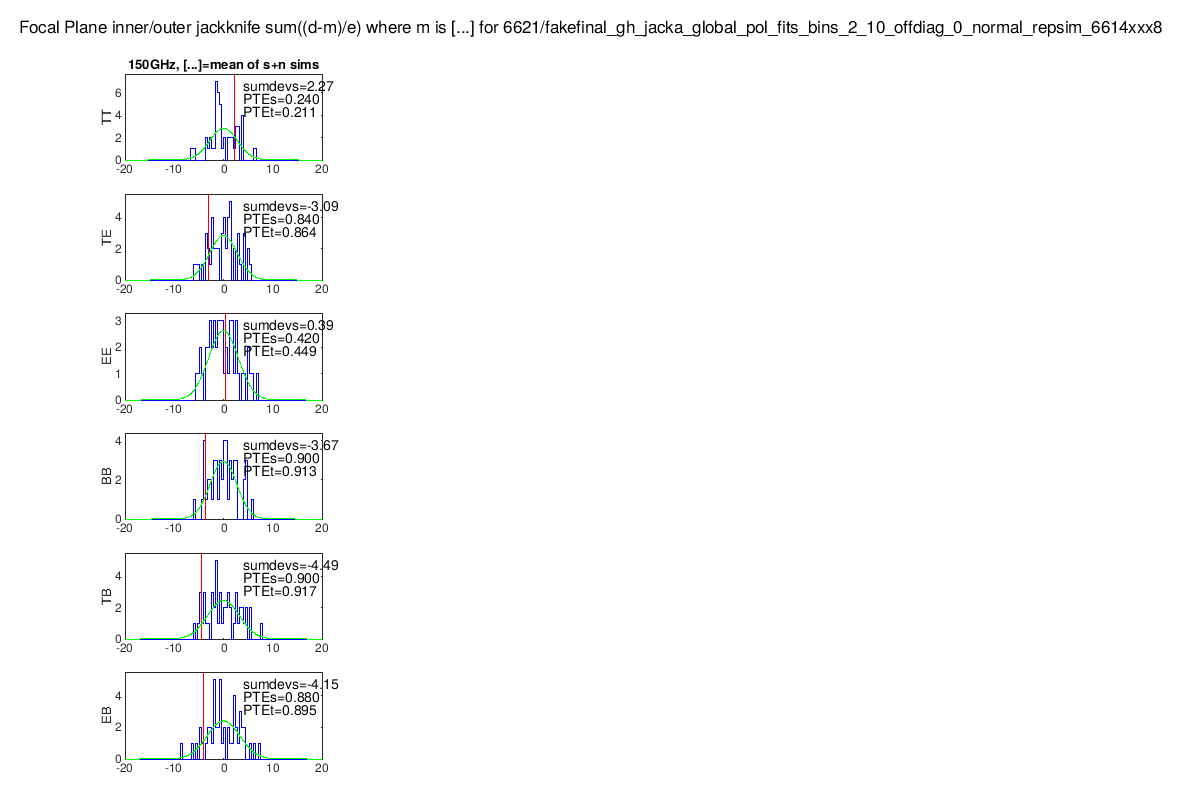 Focal Plane inner/outer jackknife sum((d-m)/e) where m is [...] for 6621/fakefinal_gh_jacka_global_pol_fits_bins_2_10_offdiag_0_normal_repsim_6614xxx8
150GHz, [...]=mean of s+n sims
sumdevs=2.27
PTEs=0.240
PTEt=0.211
TT
6
4
2
0
-20 -10 0 10 20
sumdevs=-3.09
PTEs=0.840
PTEt=0.864
TE
4
2
0
-20 -10 0 10 20
sumdevs=0.39
PTEs=0.420
PTEt=0.449
EE
3
2
1
0
-20 -10 0 10 20
sumdevs=-3.67
PTEs=0.900
PTEt=0.913
BB
4
2
0
-20 -10 0 10 20
sumdevs=-4.49
PTEs=0.900
PTEt=0.917
TB
4
2
0
-20 -10 0 10 20
sumdevs=-4.15
PTEs=0.880
PTEt=0.895
EB
4
2
0
-20 -10 0 10 20